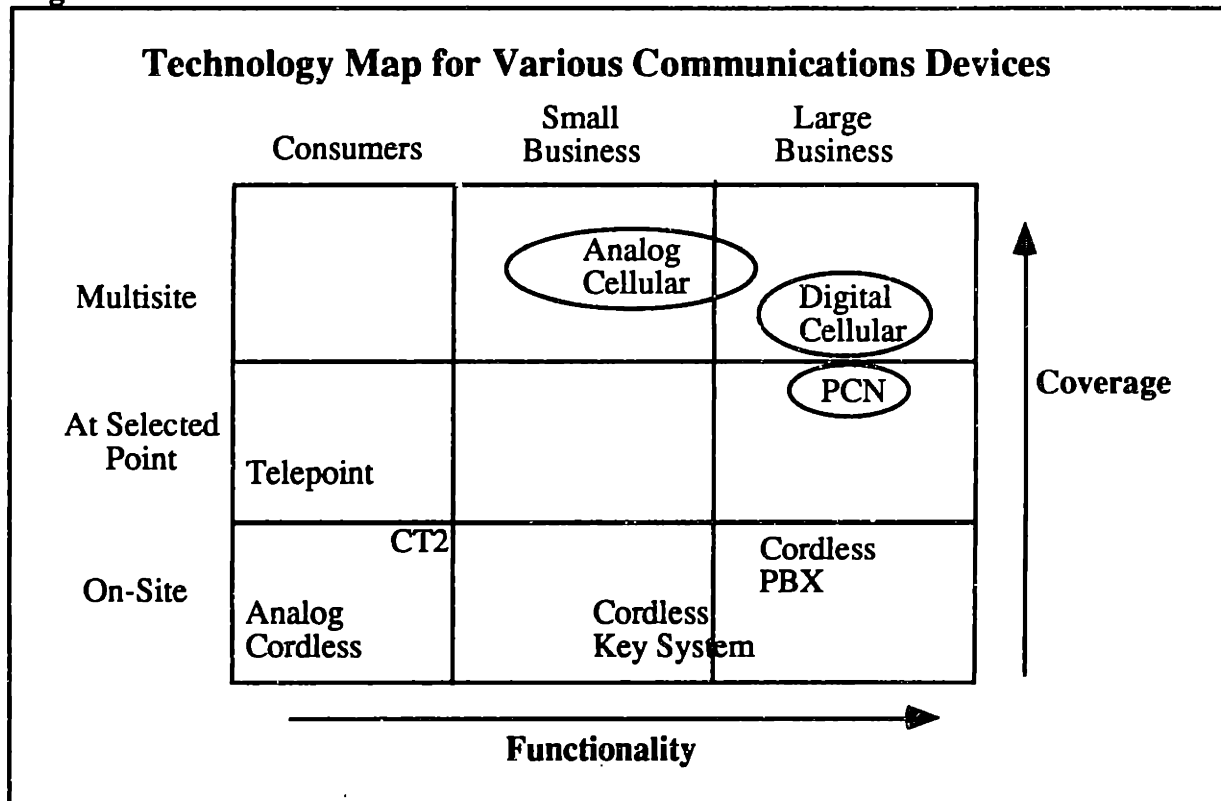 Technology Map for Various Communications Devices
Consumers
Small
Business
Large
Business
Multisite
Analog
Cellular
Digital
Cellular
PCN
Coverage
At Selected
Point
Telepoint
CT2
On-Site
Analog
Cordless
Cordless
Key System
Cordless
PBX
Functionality